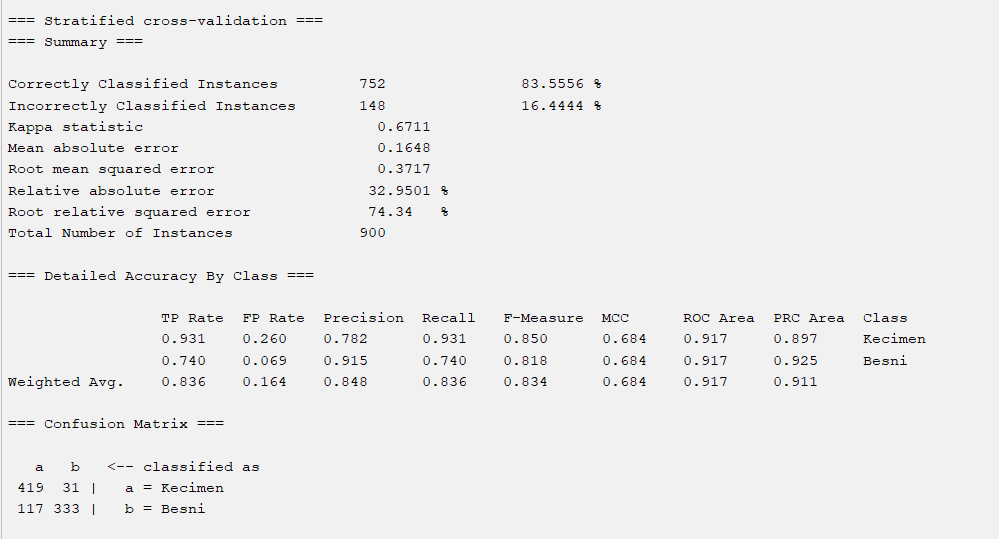 === Stratified cross-validation ===
=== Summary ===
Correctly Classified Instances 752 83.5556 %
Incorrectly Classified Instances 148 16.4444 %
Kappa statistic 0.6711
Mean absolute error 0.1648
Root mean squared error 0.3717
Relative absolute error 32.9501 %
Root relative squared error 74.34 %
Total Number of Instances 900
=== Detailed Accuracy By Class ===
TP Rate FP Rate Precision Recall F-Measure MCC ROC Area PRC Area Class
0.931 0.260 0.782 0.931 0.850 0.684 0.917 0.897 Kecimen
0.740 0.069 0.915 0.740 0.818 0.684 0.917 0.925 Besni
Weighted Avg. 0.836 0.164 0.848 0.836 0.834 0.684 0.917 0.911
=== Confusion Matrix ===
a b <-- classified as
419 31 | a = Kecimen
117 333 | b = Besni